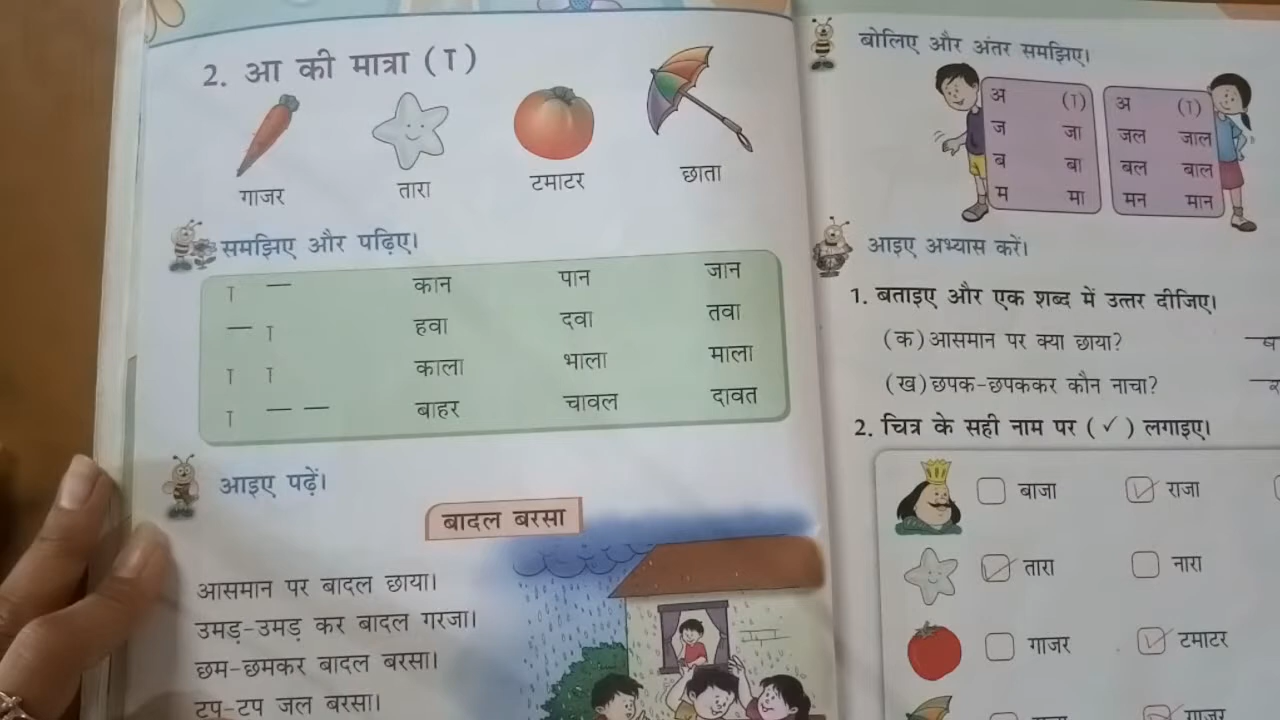 2. आ की मात्रा (ा)
गाजर तारा टमाटर छाता
समझिए और पढ़िए।
ा — कान पान जान
— ा हवा दवा तवा
ा ा काला भाला माला
ा — — बाहर चावल दावत
आइए पढ़ें।
बादल बरसा
आसमान पर बादल छाया।
उमड़-उमड़ कर बादल गरजा।
छम-छमकर बादल बरसा।
टप-टप जल बरसा।
बोलिए और अंतर समझिए।
अ (ा) अ (ा)
ज जा जल जाल
ब बा बल बाल
म मा मन मान
आइए अभ्यास करें।
1. बताइए और एक शब्द में उत्तर दीजिए।
(क) आसमान पर क्या छाया?
(ख) छपक-छपककर कौन नाचा?
2. चित्र के सही नाम पर (✓) लगाइए।
बाजा ✓ राजा
✓ तारा नारा
गाजर ✓ टमाटर